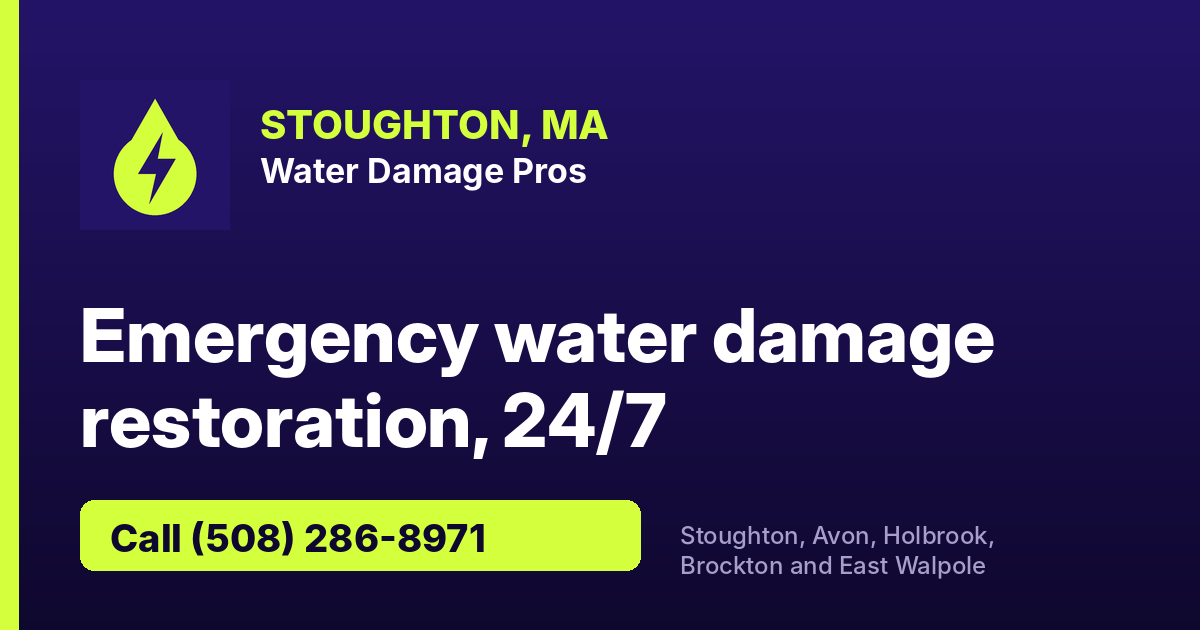 STOUGHTON, MA
Water Damage Pros
Emergency water damage
restoration, 24/7
Call (508) 286-8971
Stoughton, Avon, Holbrook,
Brockton and East Walpole